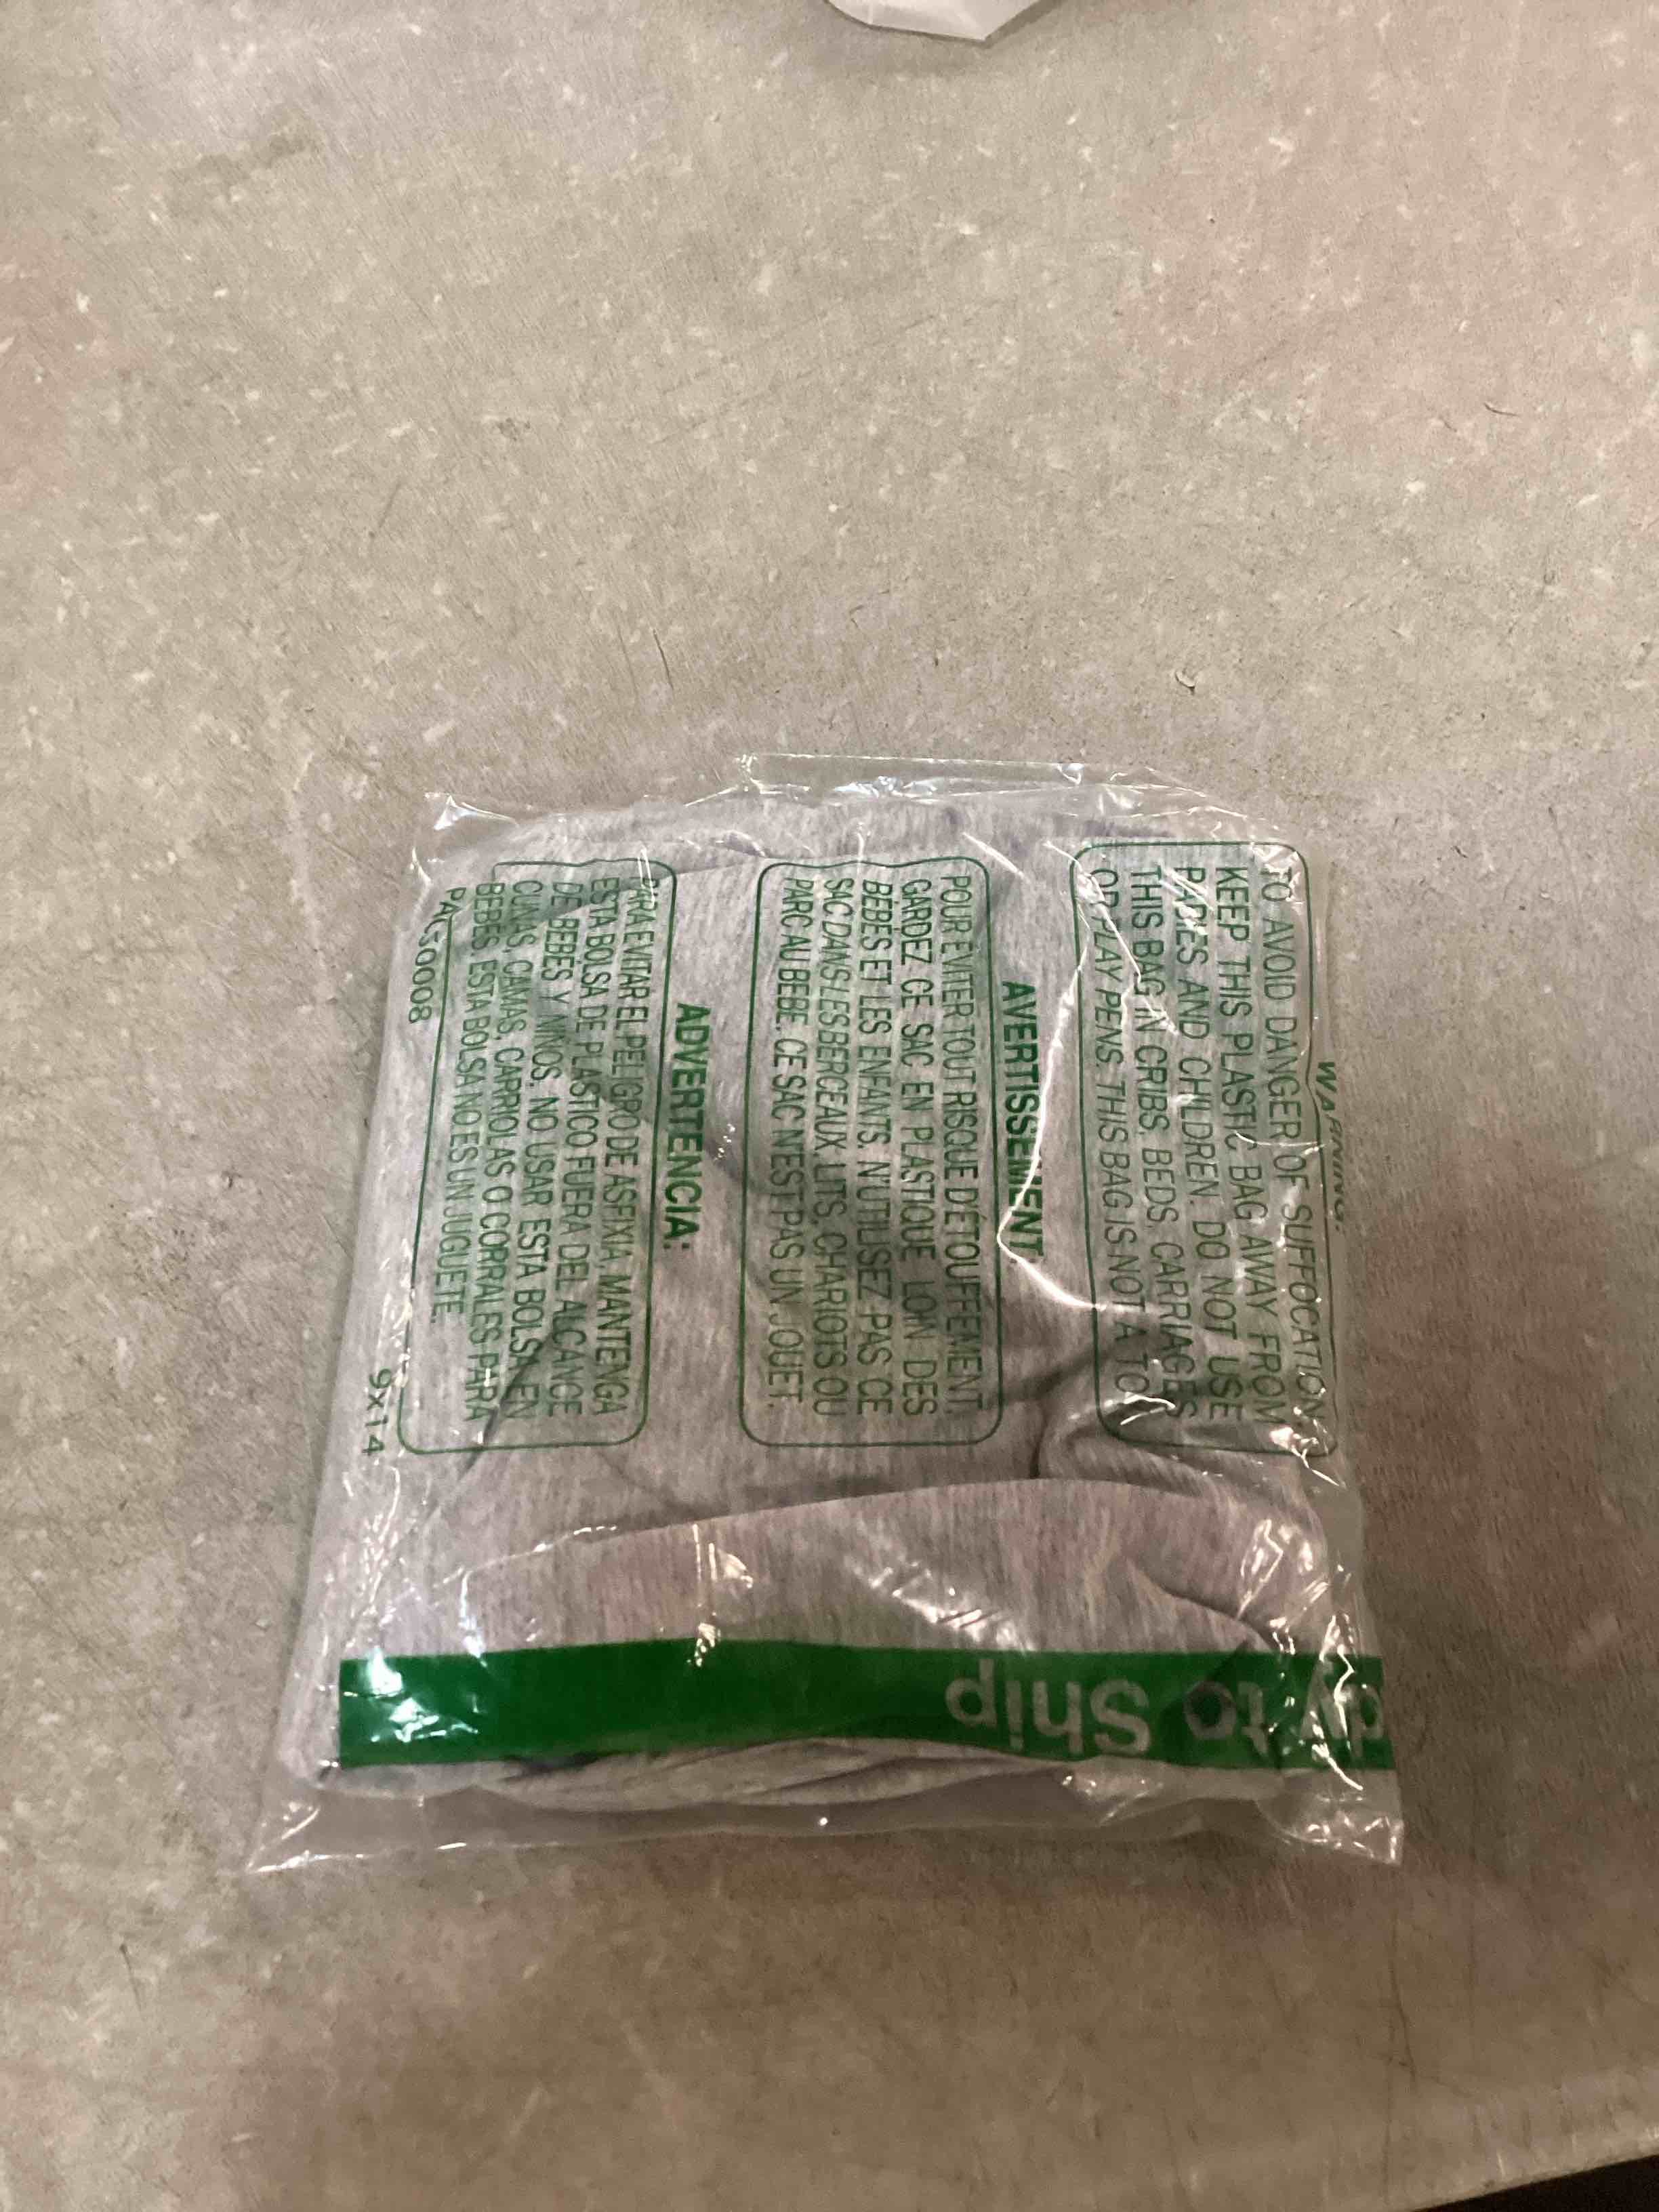 WARNING:
TO AVOID DANGER OF SUFFOCATION,
KEEP THIS PLASTIC BAG AWAY FROM
BABIES AND CHILDREN. DO NOT USE
THIS BAG IN CRIBS, BEDS, CARRIAGES
OR PLAY PENS. THIS BAG IS NOT A TO
AVERTISSEMENT:
POUR EVITER TOUT RISQUE D'ÉTOUFFEMENT,
GARDEZ CE SAC EN PLASTIQUE LOIN DES
BEBES ET LES ENFANTS. N'UTILISEZ PAS CE
SAC DANS LES BERCEAUX, LITS, CHARIOTS OU
PARC AU BEBE. CE SAC N'EST PAS UN JOUET.
ADVERTENCIA:
PARA EVITAR EL PELIGRO DE ASFIXIA, MANTENGA
ESTA BOLSA DE PLASTICO FUERA DEL ALCANCE
DE BEBÉS Y NINOS. NO USAR ESTA BOLSA EN
CUNAS, CAMAS, CARRIOLAS O CORRALES PARA
BEBES. ESTA BOLSA NO ES UN JUGUETE.
9x14
dy to Ship